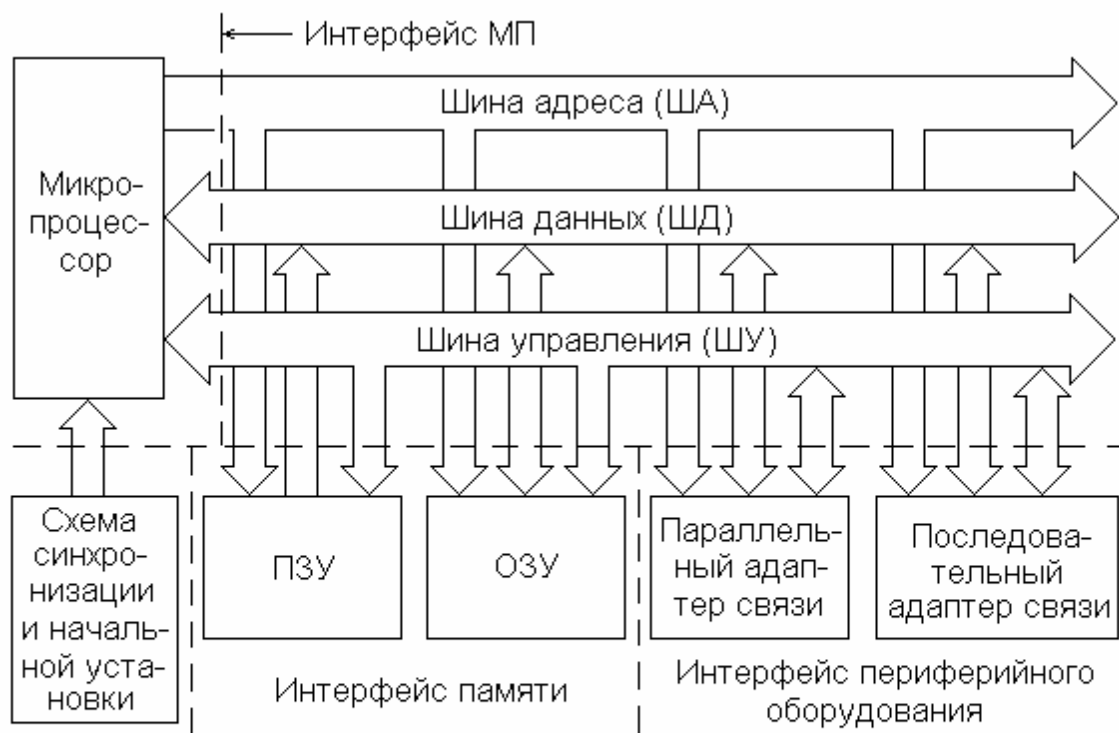 Интерфейс МП
Шина адреса (ША)
Микро-
процес-
сор
Шина данных (ШД)
Шина управления (ШУ)
Схема
синхро-
низации
и началь-
ной уста-
новки
ПЗУ
ОЗУ
Параллель-
ный адап-
тер связи
Последова-
тельный
адаптер связи
Интерфейс памяти
Интерфейс периферийного
оборудования